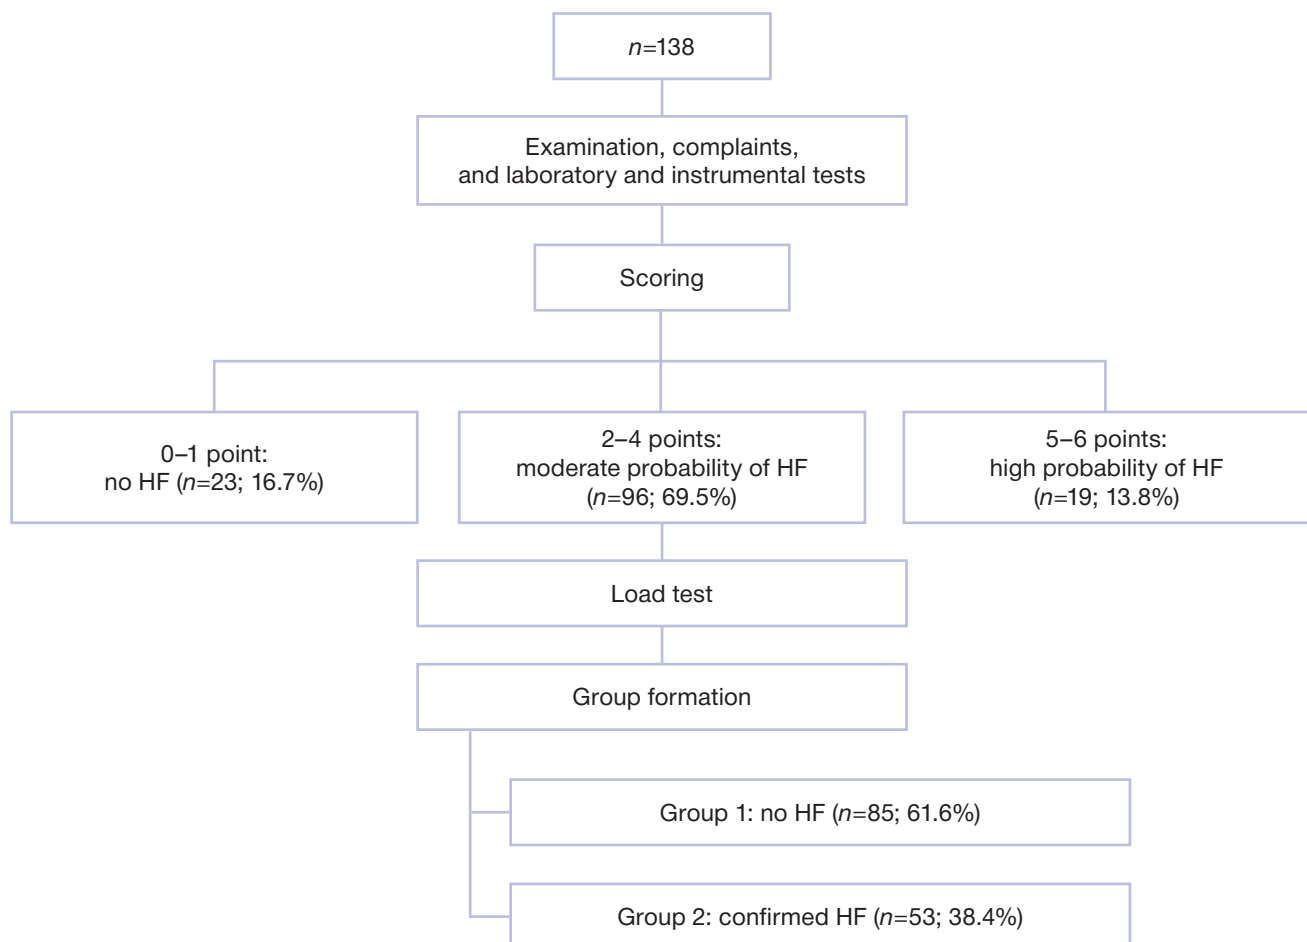 n=138
Examination, complaints,
and laboratory and instrumental tests
Scoring
0–1 point:
no HF (n=23; 16.7%)
2–4 points:
moderate probability of HF
(n=96; 69.5%)
5–6 points:
high probability of HF
(n=19; 13.8%)
Load test
Group formation
Group 1: no HF (n=85; 61.6%)
Group 2: confirmed HF (n=53; 38.4%)